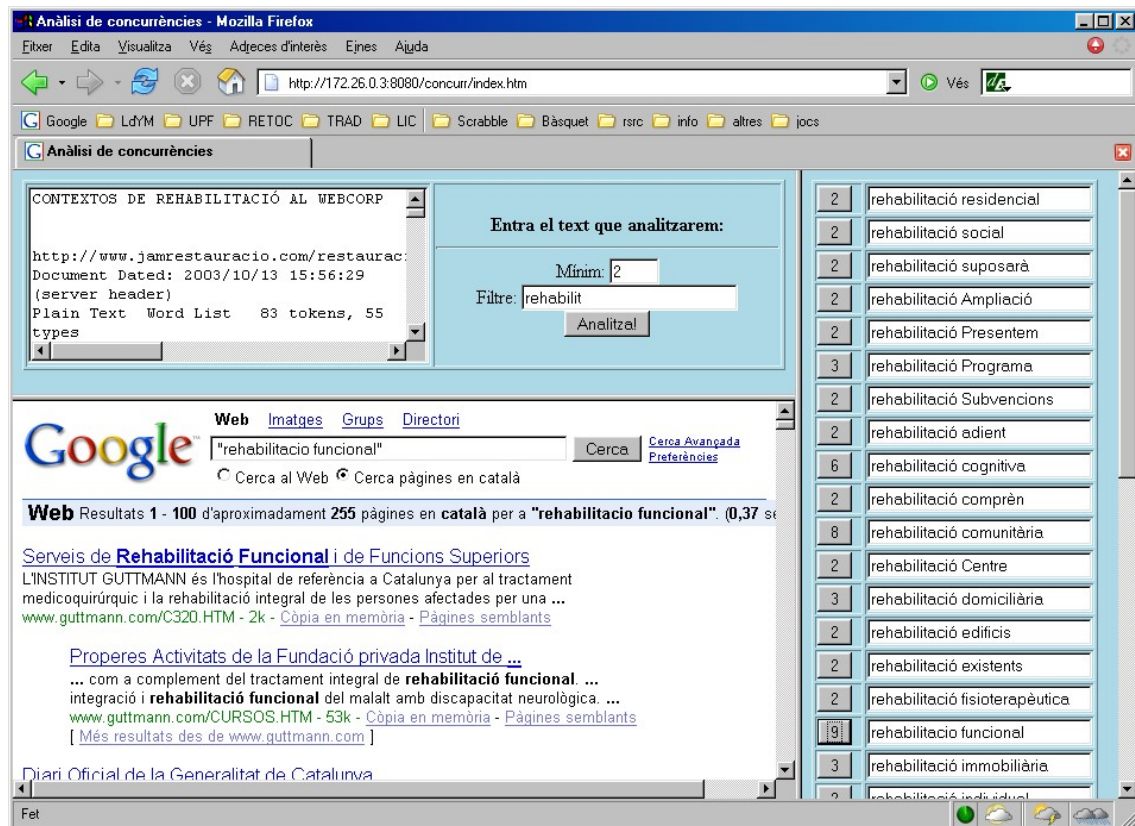 Anàlisi de concurrències - Mozilla Firefox
Fitxer Edita Visualitza Vés Adreces d'interès Eines Ajuda
http://172.26.0.3:8080/concurr/index.htm Vés
Google LdYM UPF RETOC TRAD LIC Scrabble Bàsquet rsrc info altres jocs
Anàlisi de concurrències
CONTEXTOS DE REHABILITACIÓ AL WEBCORP
http://www.jamrestauracio.com/restaurac
Document Dated: 2003/10/13 15:56:29
(server header)
Plain Text Word List 83 tokens, 55
types
Entra el text que analitzarem:
Mínim: 2
Filtre: rehabilit
Analitza!
Google™
Web Imatges Grups Directori
"rehabilitacio funcional" Cerca Cerca Avançada
Preferències
Cerca al Web Cerca pàgines en català
Web Resultats 1 - 100 d'aproximadament 255 pàgines en català per a "rehabilitacio funcional". (0,37 se
Serveis de Rehabilitació Funcional i de Funcions Superiors
L'INSTITUT GUTTMANN és l'hospital de referència a Catalunya per al tractament
medicoquirúrquic i la rehabilitació integral de les persones afectades per una ...
www.guttmann.com/C320.HTM - 2k - Còpia en memòria - Pàgines semblants
Properes Activitats de la Fundació privada Institut de ...
... com a complement del tractament integral de rehabilitació funcional. ...
integració i rehabilitació funcional del malalt amb discapacitat neurològica. ...
www.guttmann.com/CURSOS.HTM - 53k - Còpia en memòria - Pàgines semblants
[ Més resultats des de www.guttmann.com ]
Diari Oficial de la Generalitat de Catalunya
2 rehabilitació residencial
2 rehabilitació social
2 rehabilitació suposarà
2 rehabilitació Ampliació
2 rehabilitació Presentem
3 rehabilitació Programa
2 rehabilitació Subvencions
2 rehabilitació adient
6 rehabilitació cognitiva
2 rehabilitació comprèn
8 rehabilitació comunitària
2 rehabilitació Centre
3 rehabilitació domiciliària
2 rehabilitació edificis
2 rehabilitació existents
2 rehabilitació fisioterapèutica
9 rehabilitacio funcional
3 rehabilitació immobiliària
2 rehabilitació individual
Fet